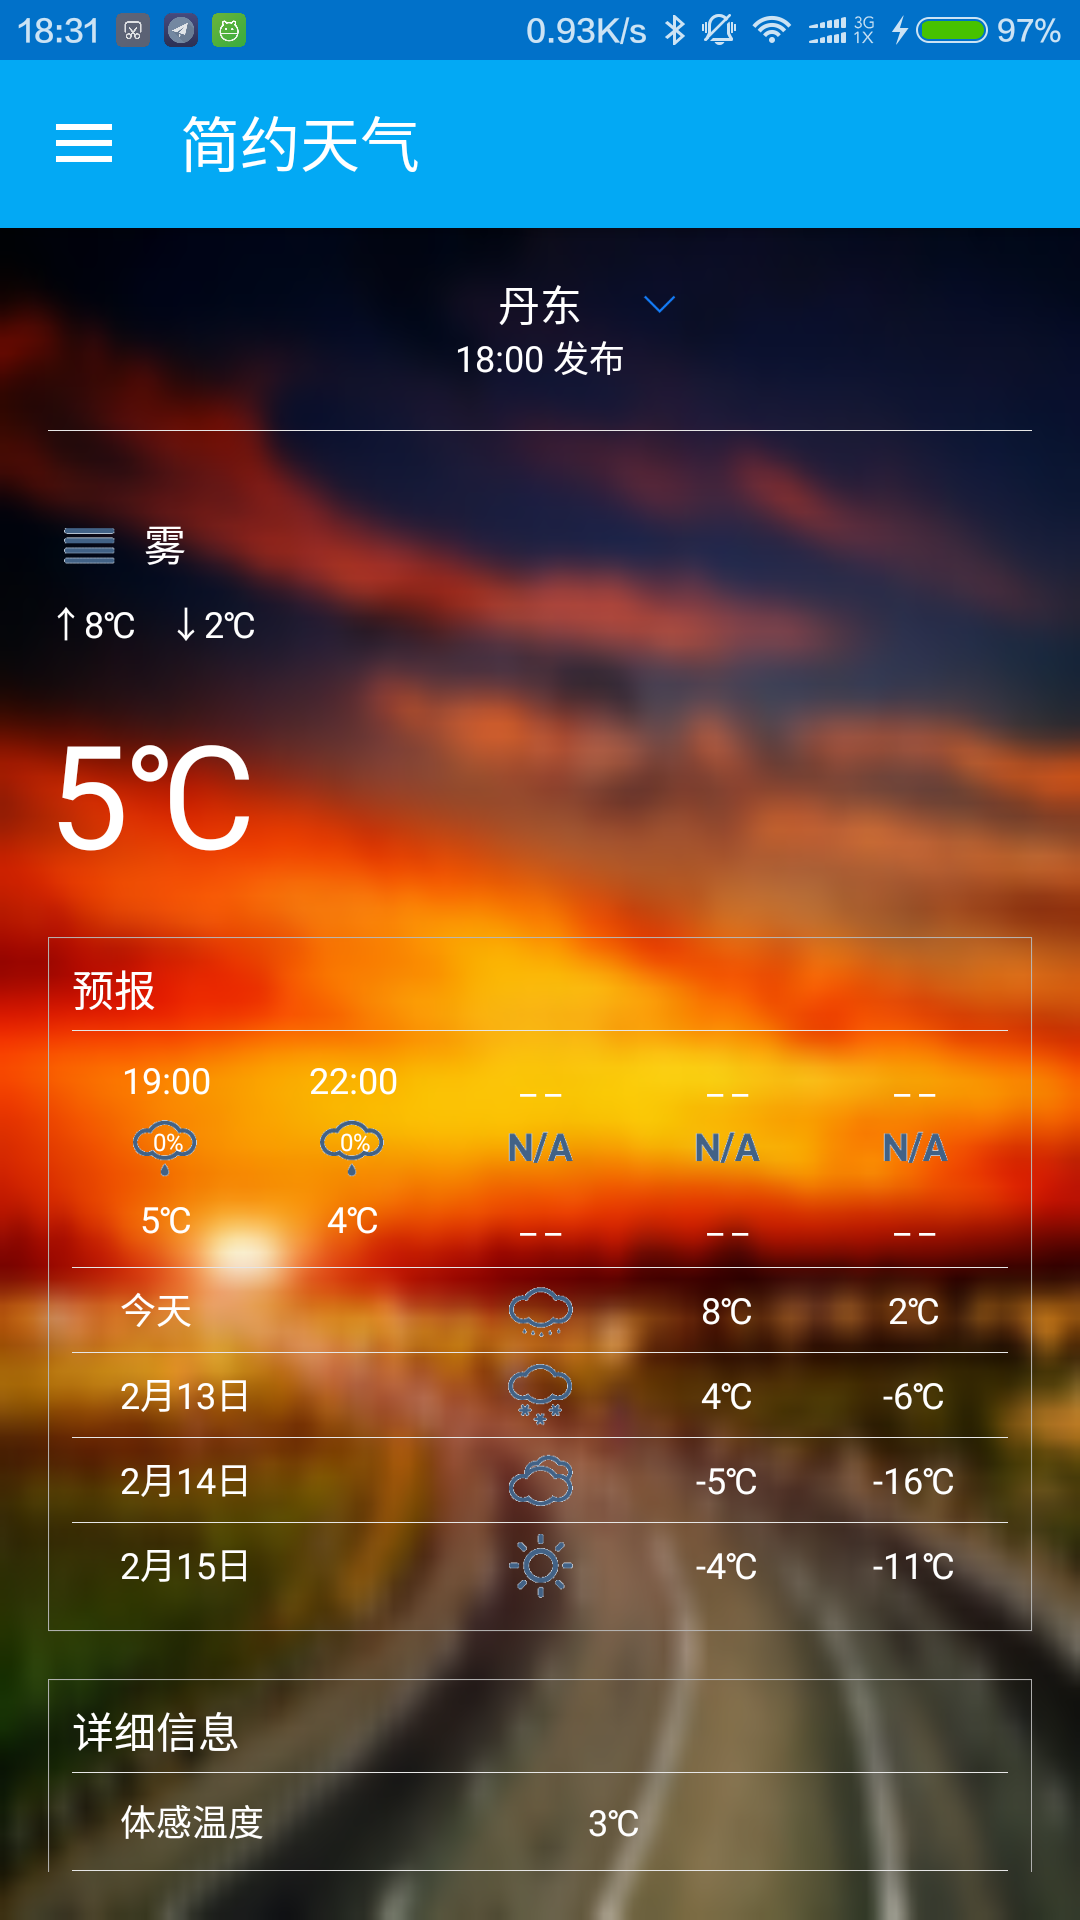 18:31 0.93K/s 3G 1X 97%
简约天气
丹东
18:00 发布
雾
↑8℃ ↓2℃
5℃
预报
19:00 22:00 -- -- --
0% 0% N/A N/A N/A
5℃ 4℃ -- -- --
今天 8℃ 2℃
2月13日 4℃ -6℃
2月14日 -5℃ -16℃
2月15日 -4℃ -11℃
详细信息
体感温度 3℃